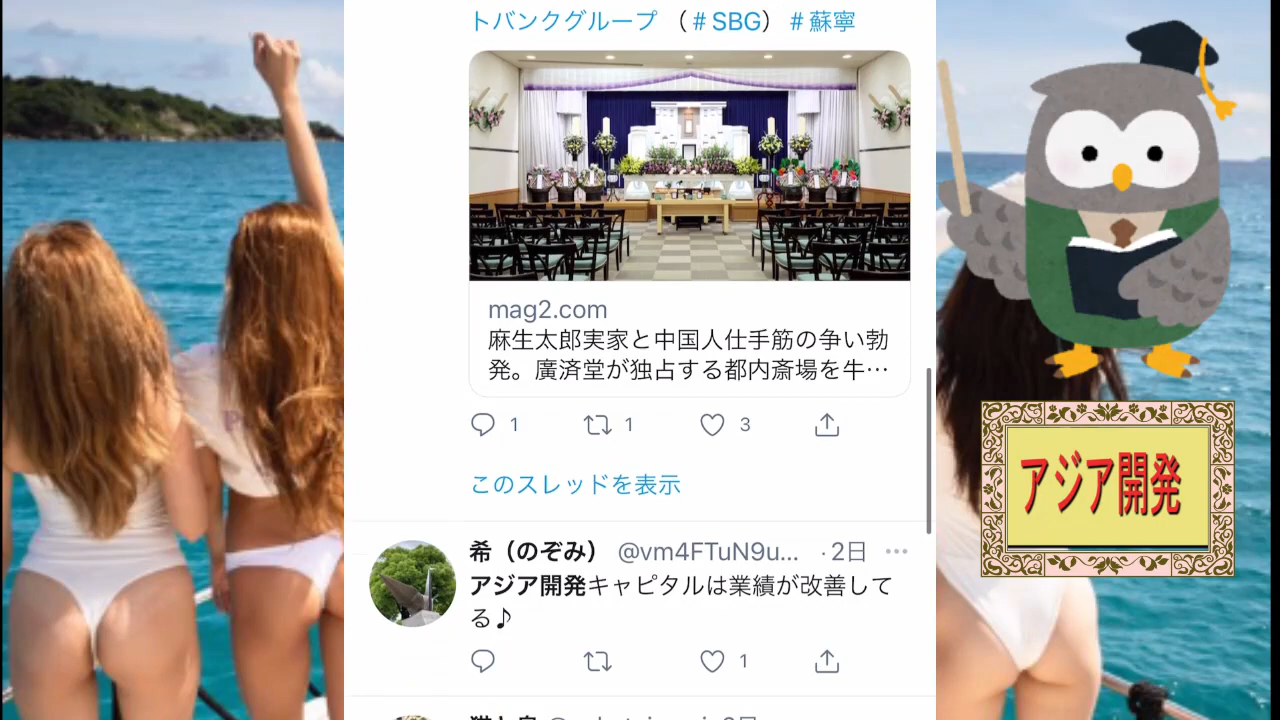 トバンクグループ （＃SBG）＃蘇寧
mag2.com
麻生太郎実家と中国人仕手筋の争い勃
発。廣済堂が独占する都内斎場を牛…
1 1 3
このスレッドを表示
希（のぞみ） @vm4FTuN9u... · 2日
アジア開発キャピタルは業績が改善して
る♪
1
アジア開発